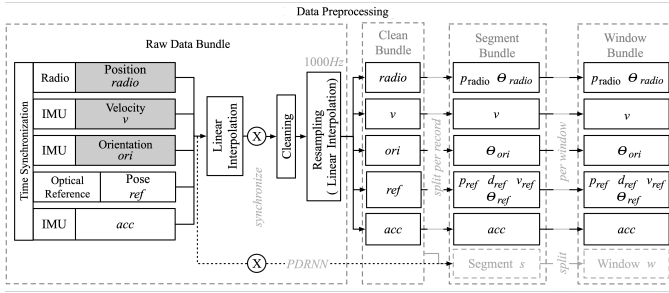 Data Preprocessing
Raw Data Bundle
Time Synchronization
Radio
Position
radio
IMU
Velocity
v
IMU
Orientation
ori
Optical
Reference
Pose
ref
IMU
acc
Linear
Interpolation
X
synchronize
Cleaning
1000Hz
Resampling
( Linear Interpolation)
X
PDRNN
Clean
Bundle
radio
v
ori
ref
acc
split per record
Segment
Bundle
p_radio Θ_radio
v
Θ_ori
p_ref d_ref v_ref
Θ_ref
acc
Segment s
per window
split
Window
Bundle
p_radio Θ_radio
v
Θ_ori
p_ref d_ref v_ref
Θ_ref
acc
Window w